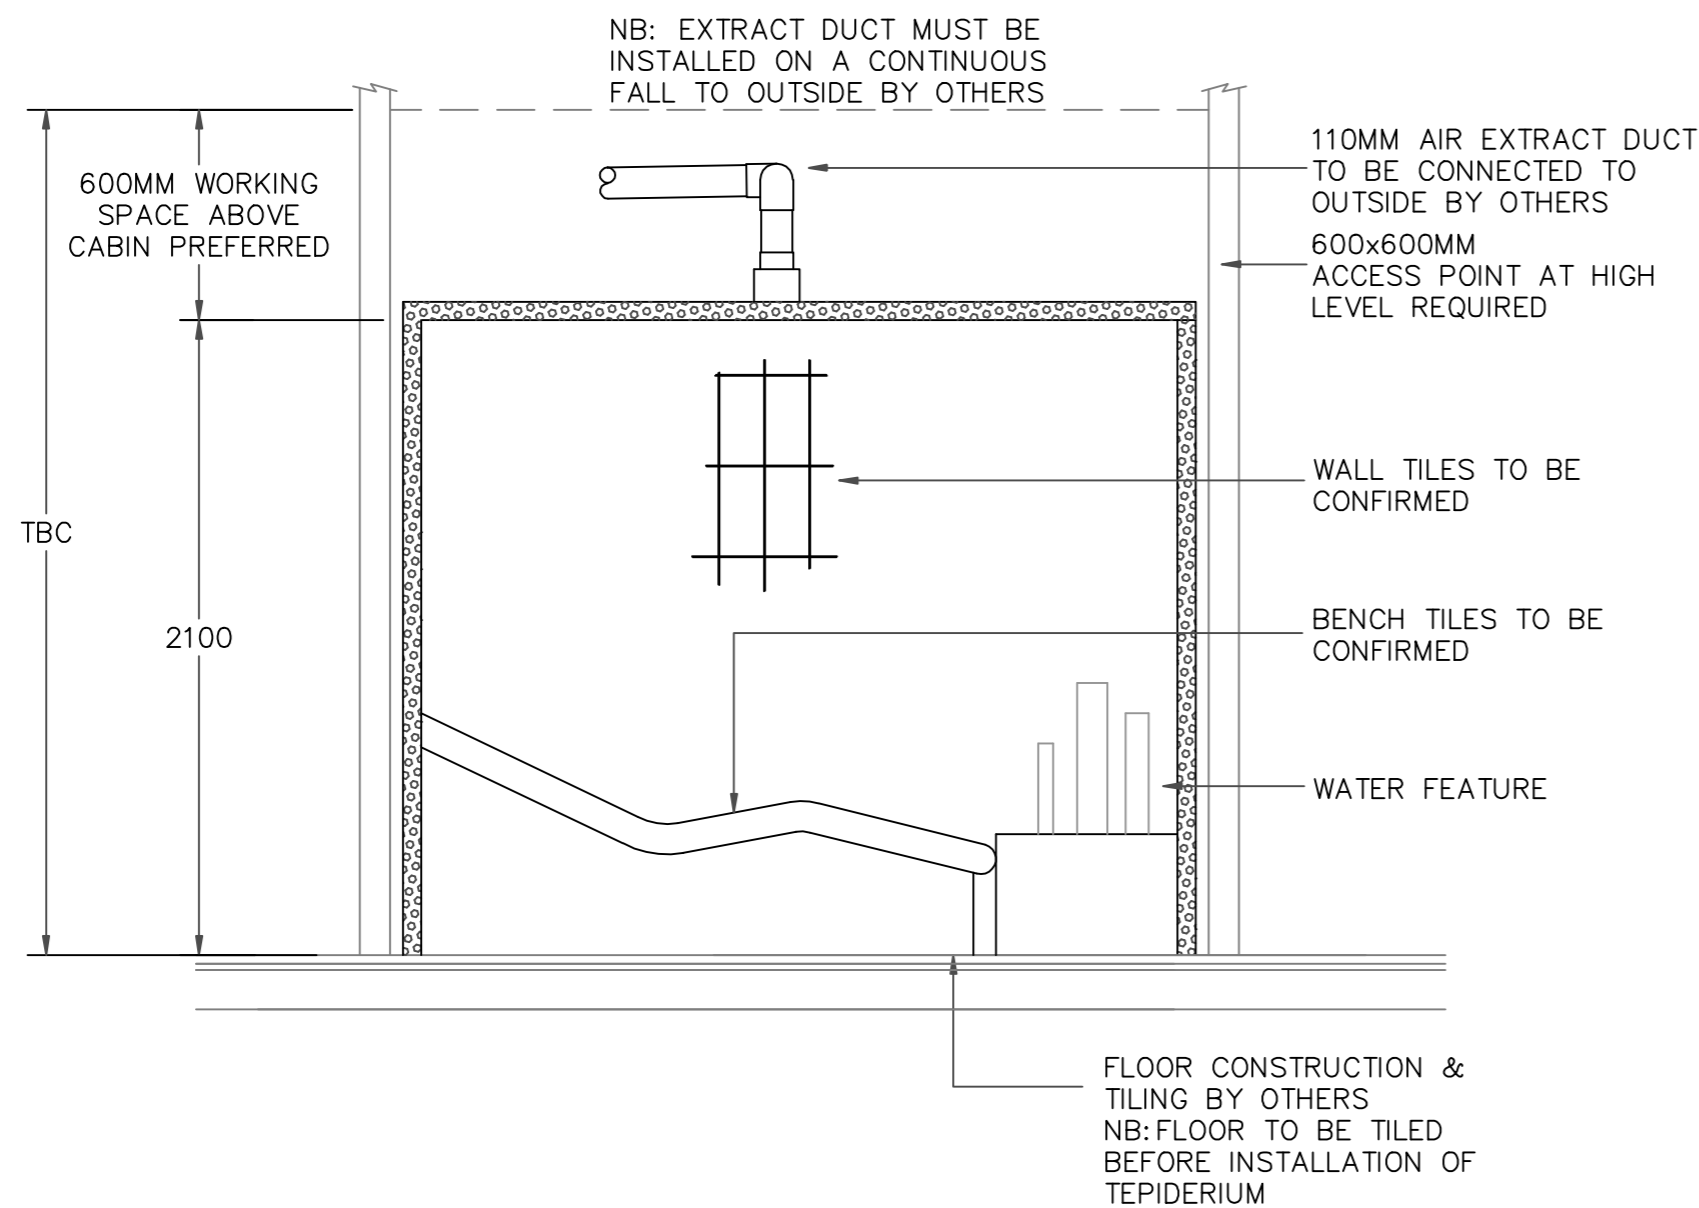 NB: EXTRACT DUCT MUST BE
INSTALLED ON A CONTINUOUS
FALL TO OUTSIDE BY OTHERS
110MM AIR EXTRACT DUCT
TO BE CONNECTED TO
OUTSIDE BY OTHERS
600x600MM
ACCESS POINT AT HIGH
LEVEL REQUIRED
600MM WORKING
SPACE ABOVE
CABIN PREFERRED
WALL TILES TO BE
CONFIRMED
TBC
2100
BENCH TILES TO BE
CONFIRMED
WATER FEATURE
FLOOR CONSTRUCTION &
TILING BY OTHERS
NB: FLOOR TO BE TILED
BEFORE INSTALLATION OF
TEPIDERIUM